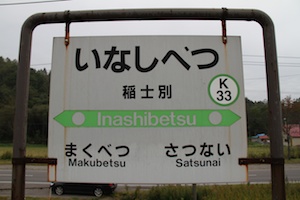 いなしべつ
稲士別
K
33
Inashibetsu
まくべつ さつない
Makubetsu Satsunai